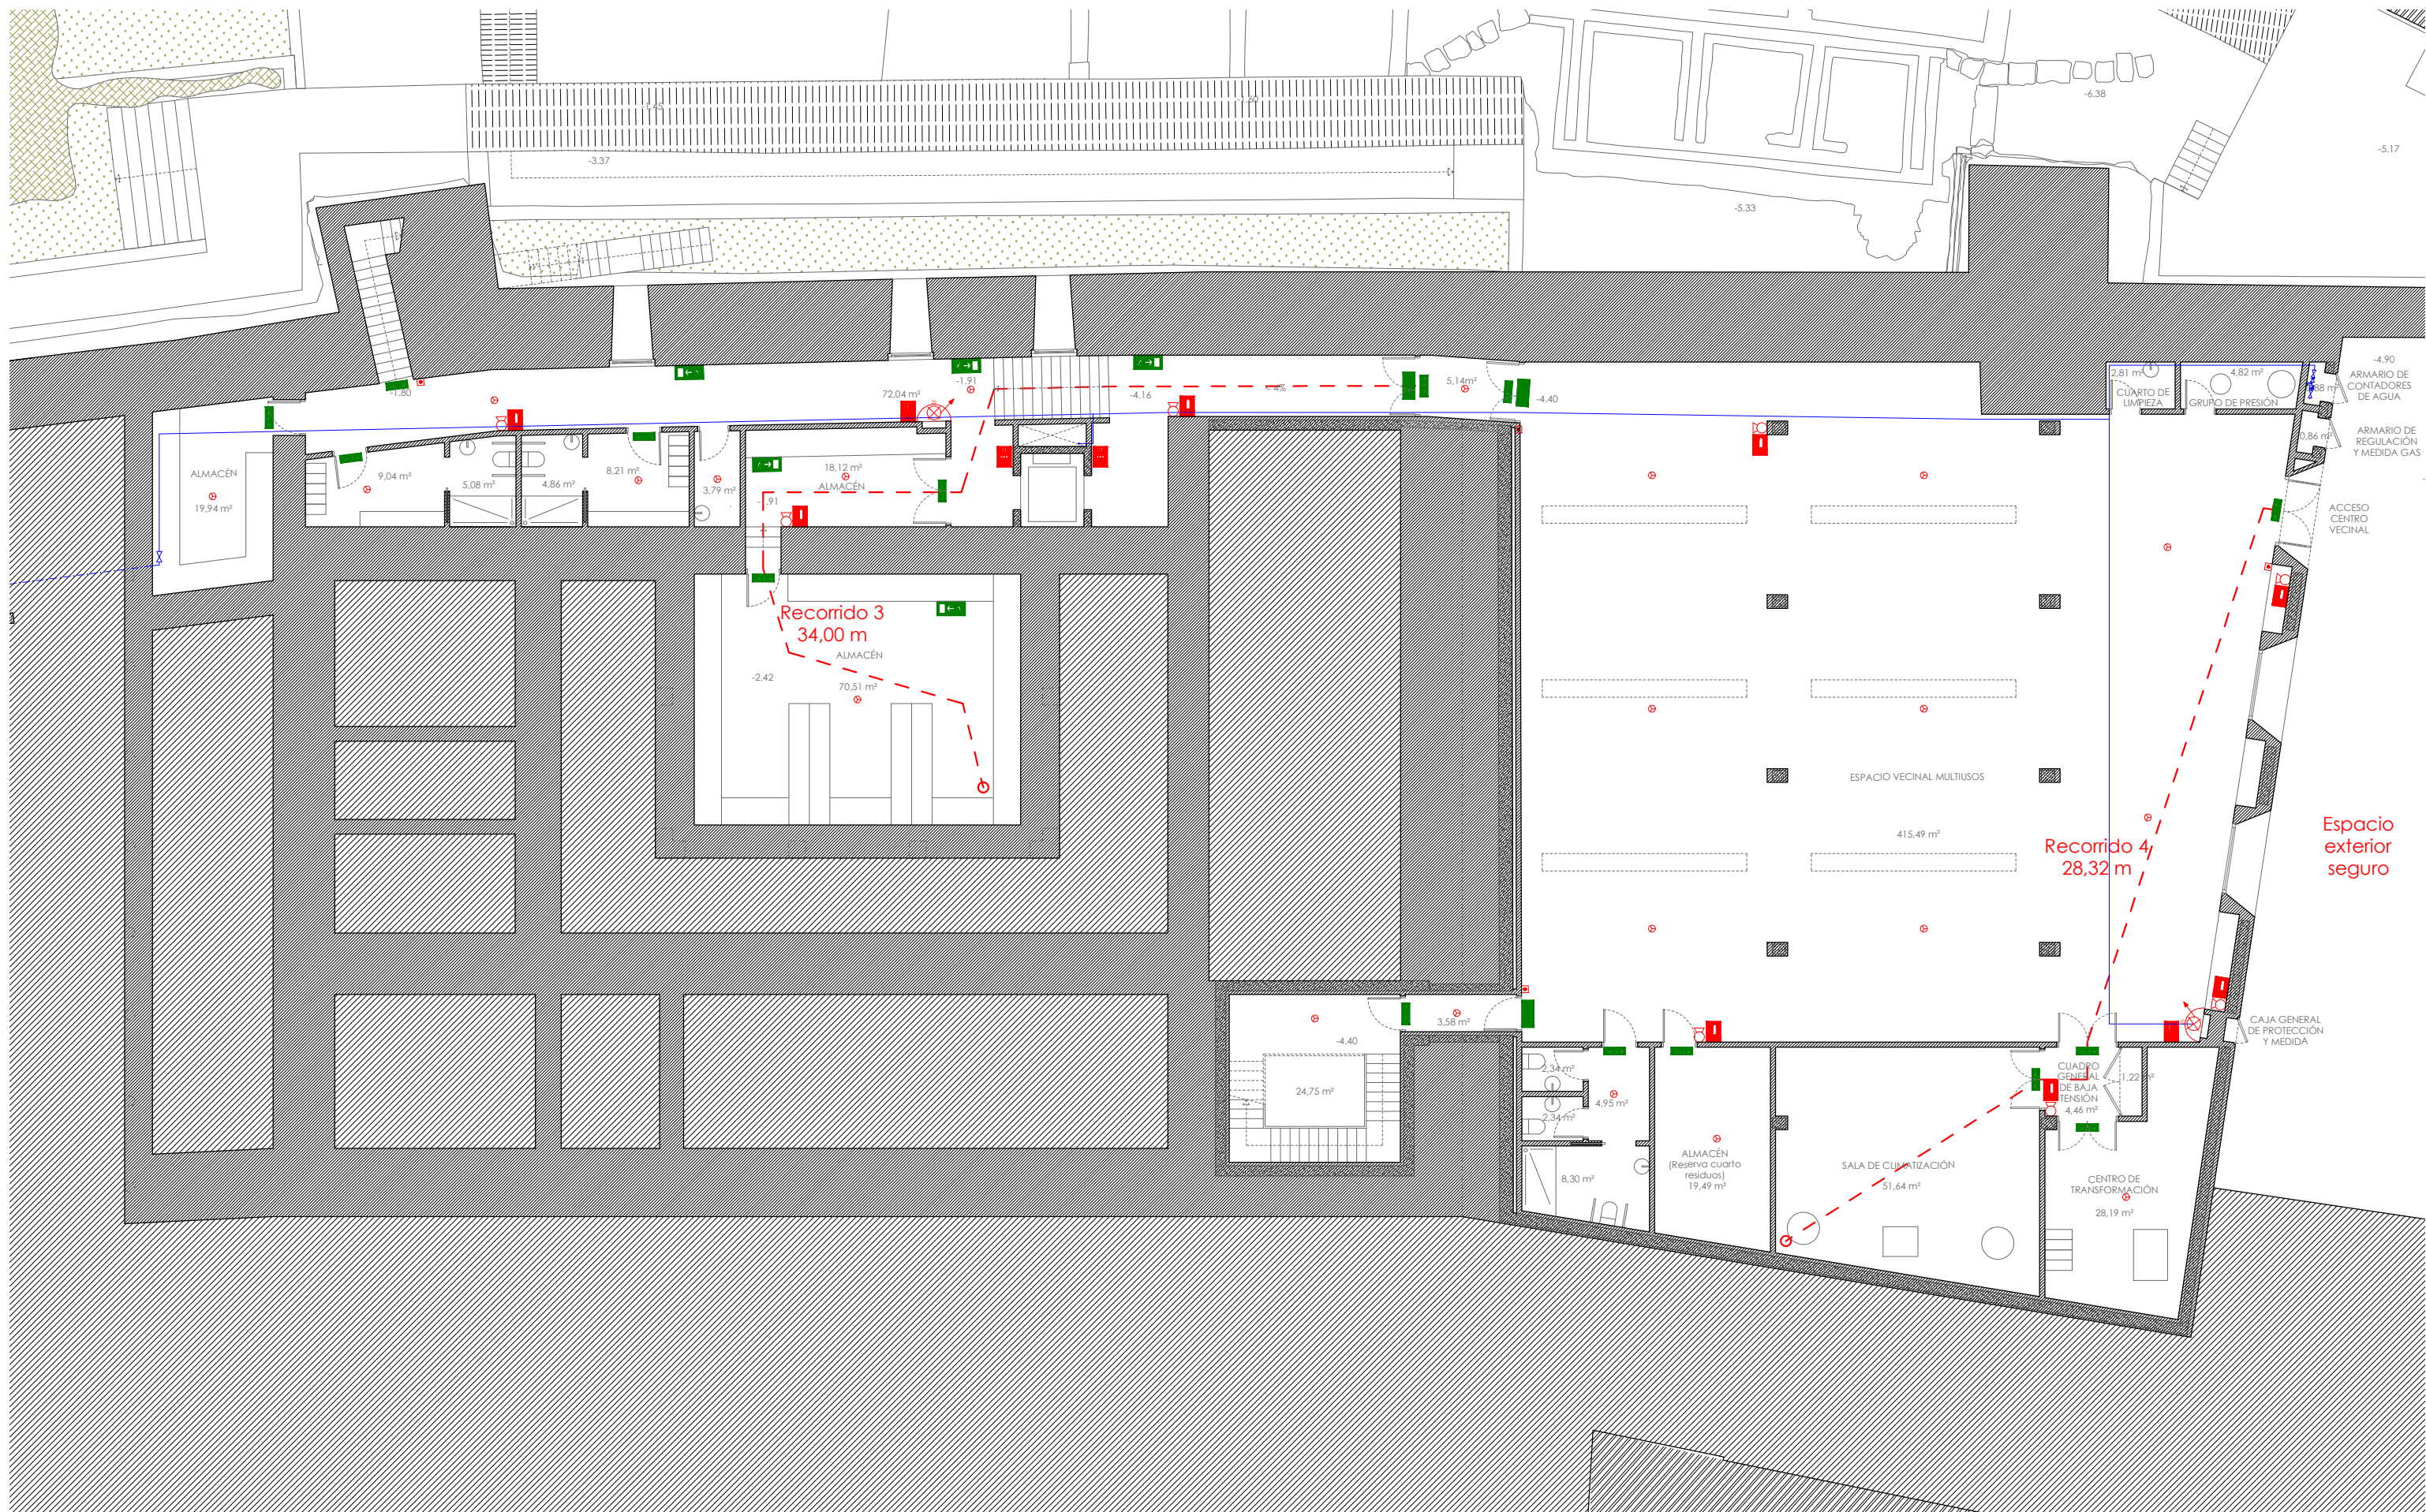 -1.45
-1.60
-6.38
-3.37
-5.17
-5.33
-4.90
ARMARIO DE
CONTADORES
DE AGUA
-1.80
72,04 m²
-1.91
-4.16
4%
5,14m²
-4.40
2,81 m²
CUARTO DE
LIMPIEZA
4,82 m²
GRUPO DE PRESIÓN
0,86 m²
ARMARIO DE
REGULACIÓN
Y MEDIDA GAS
ALMACÉN
19,94 m²
9,04 m²
5,08 m²
4,86 m²
8,21 m²
3,79 m²
18,12 m²
ALMACÉN
ACCESO
CENTRO
VECINAL
Recorrido 3
34,00 m
ALMACÉN
-2.42
70,51 m²
ESPACIO VECINAL MULTIUSOS
415,49 m²
Recorrido 4
28,32 m
Espacio
exterior
seguro
3,58 m²
-4.40
24,75 m²
CAJA GENERAL
DE PROTECCIÓN
Y MEDIDA
2,34 m²
4,95 m²
2,34 m²
8,30 m²
CUADRO
GENERAL
DE BAJA
TENSIÓN
4,46 m²
1,22 m²
ALMACÉN
(Reserva cuarto
residuos)
19,49 m²
SALA DE CLIMATIZACIÓN
51,64 m²
CENTRO DE
TRANSFORMACIÓN
28,19 m²